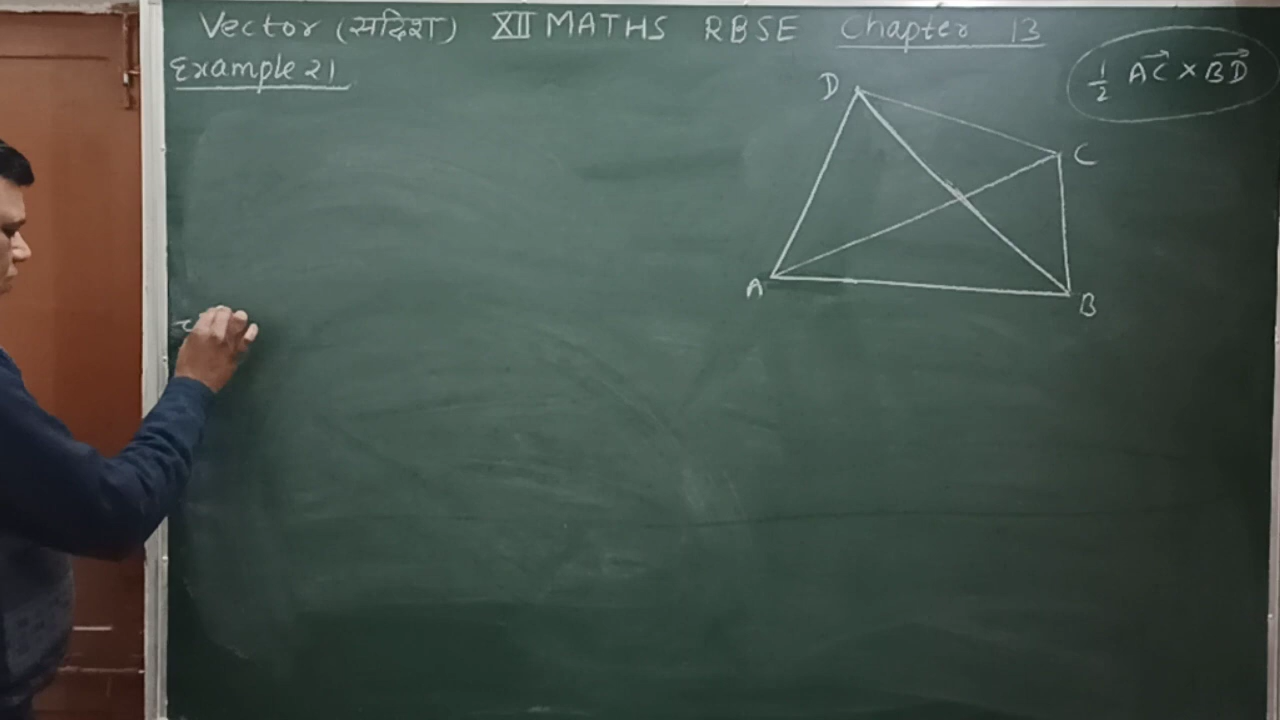 Vector (सदिश) XII MATHS RBSE Chapter 13
Example 21
½ AC⃗ × BD⃗
D
C
A
B